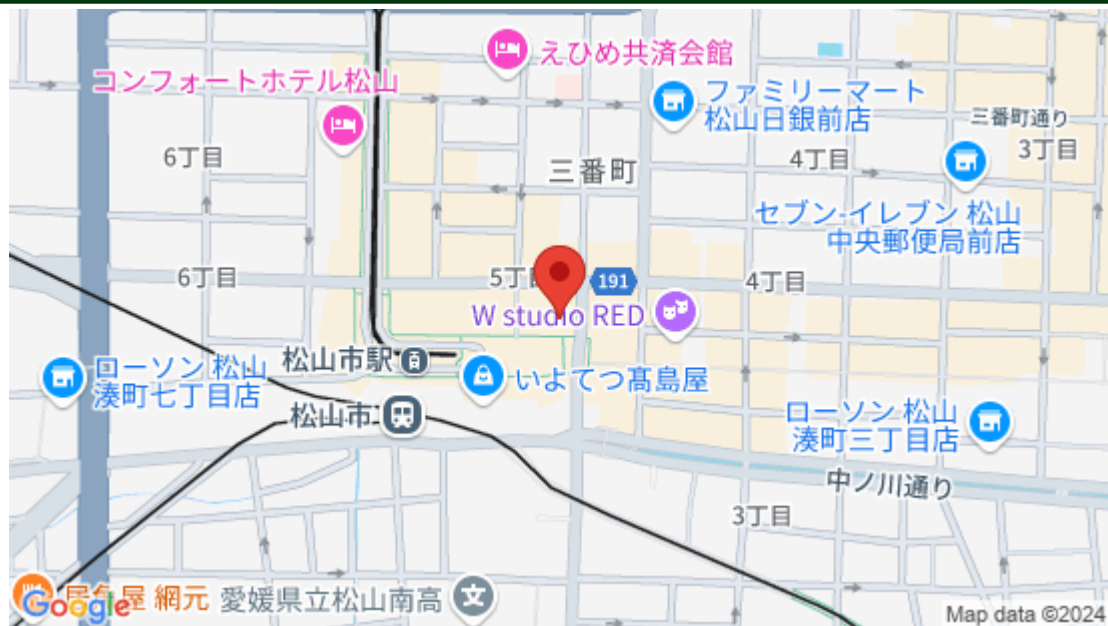 えひめ共済会館
コンフォートホテル松山
ファミリーマート
松山日銀前店
三番町通り
6丁目
三番町
4丁目
3丁目
セブン-イレブン 松山
中央郵便局前店
6丁目
191
4丁目
W studio RED
松山市駅
いよてつ髙島屋
ローソン 松山
湊町七丁目店
松山市
ローソン 松山
湊町三丁目店
中ノ川通り
3丁目
網元
愛媛県立松山南高
文
Google
Map data ©2024